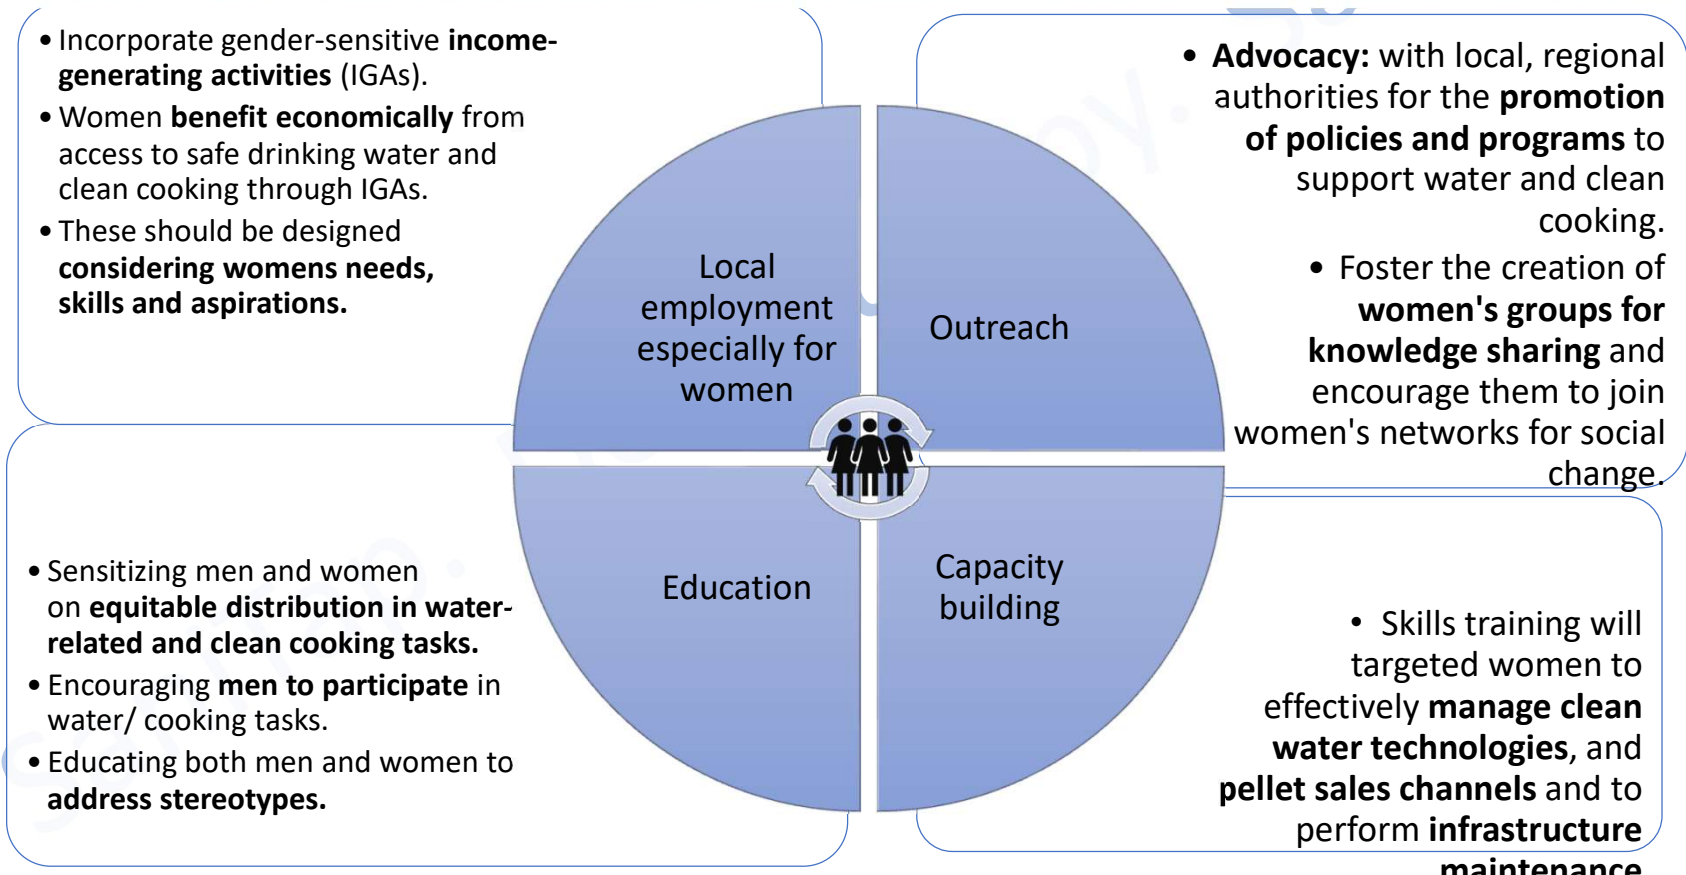 • Incorporate gender-sensitive income-
generating activities (IGAs).
• Women benefit economically from
access to safe drinking water and
clean cooking through IGAs.
• These should be designed
considering womens needs,
skills and aspirations.
Local
employment
especially for
women
Outreach
• Advocacy: with local, regional
authorities for the promotion
of policies and programs to
support water and clean
cooking.
• Foster the creation of
women's groups for
knowledge sharing and
encourage them to join
women's networks for social
change.
• Sensitizing men and women
on equitable distribution in water-
related and clean cooking tasks.
• Encouraging men to participate in
water/ cooking tasks.
• Educating both men and women to
address stereotypes.
Education
Capacity
building
• Skills training will
targeted women to
effectively manage clean
water technologies, and
pellet sales channels and to
perform infrastructure
maintenance